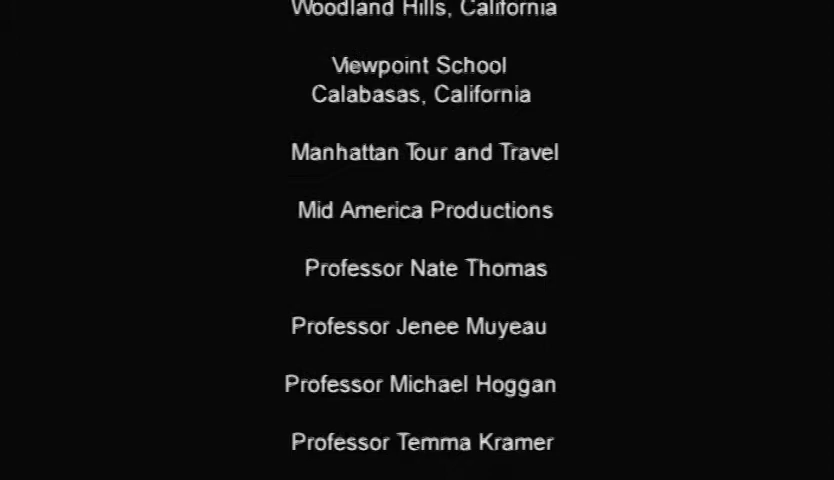 Woodland Hills, California
Viewpoint School
Calabasas, California
Manhattan Tour and Travel
Mid America Productions
Professor Nate Thomas
Professor Jenee Muyeau
Professor Michael Hoggan
Professor Temma Kramer